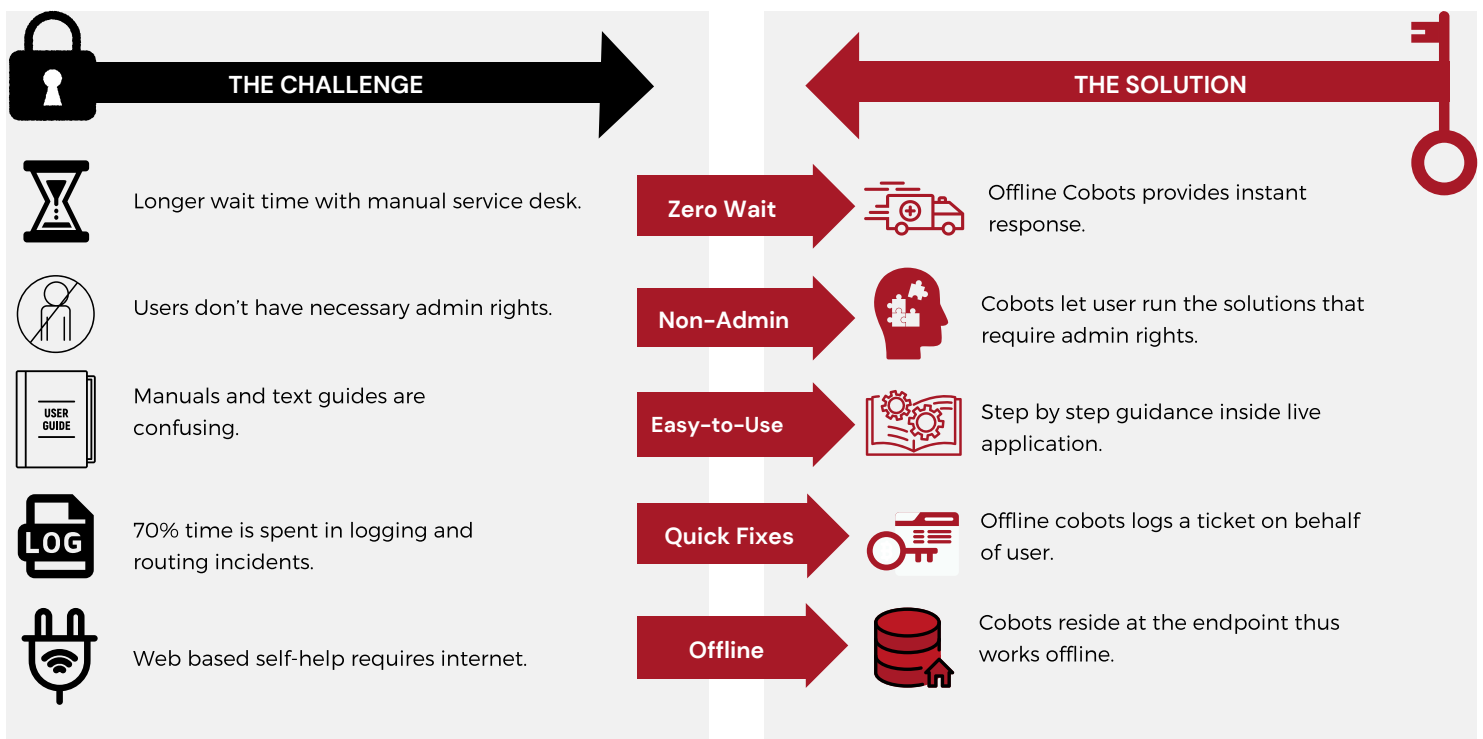 THE CHALLENGE
THE SOLUTION
Longer wait time with manual service desk.
Zero Wait
Offline Cobots provides instant
response.
Users don't have necessary admin rights.
Non-Admin
Cobots let user run the solutions that
require admin rights.
USER
GUIDE
Manuals and text guides are
confusing.
Easy-to-Use
Step by step guidance inside live
application.
LOG
70% time is spent in logging and
routing incidents.
Quick Fixes
Offline cobots logs a ticket on behalf
of user.
Web based self-help requires internet.
Offline
Cobots reside at the endpoint thus
works offline.